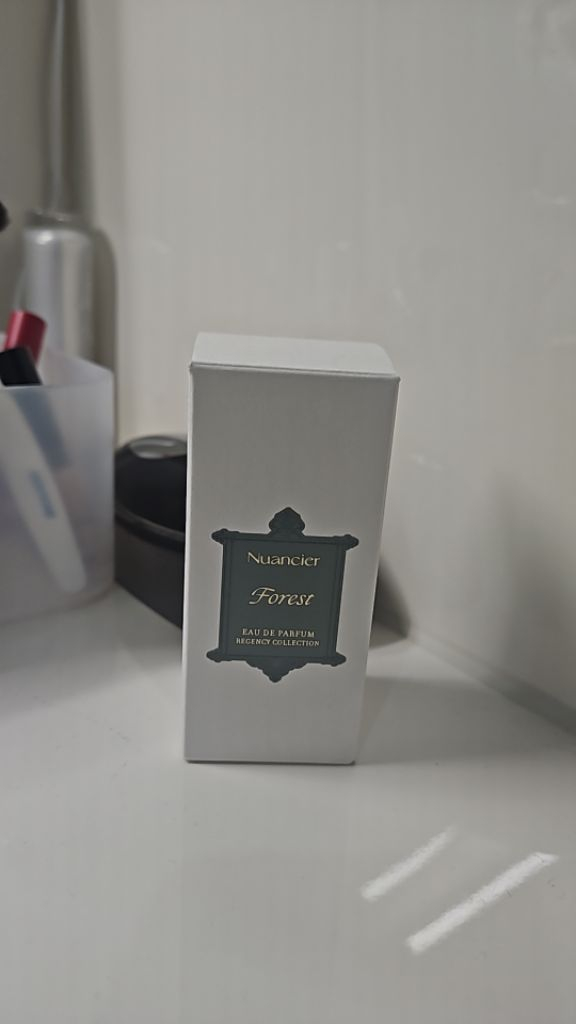 Nuancier
Forest
EAU DE PARFUM
REGENCY COLLECTION